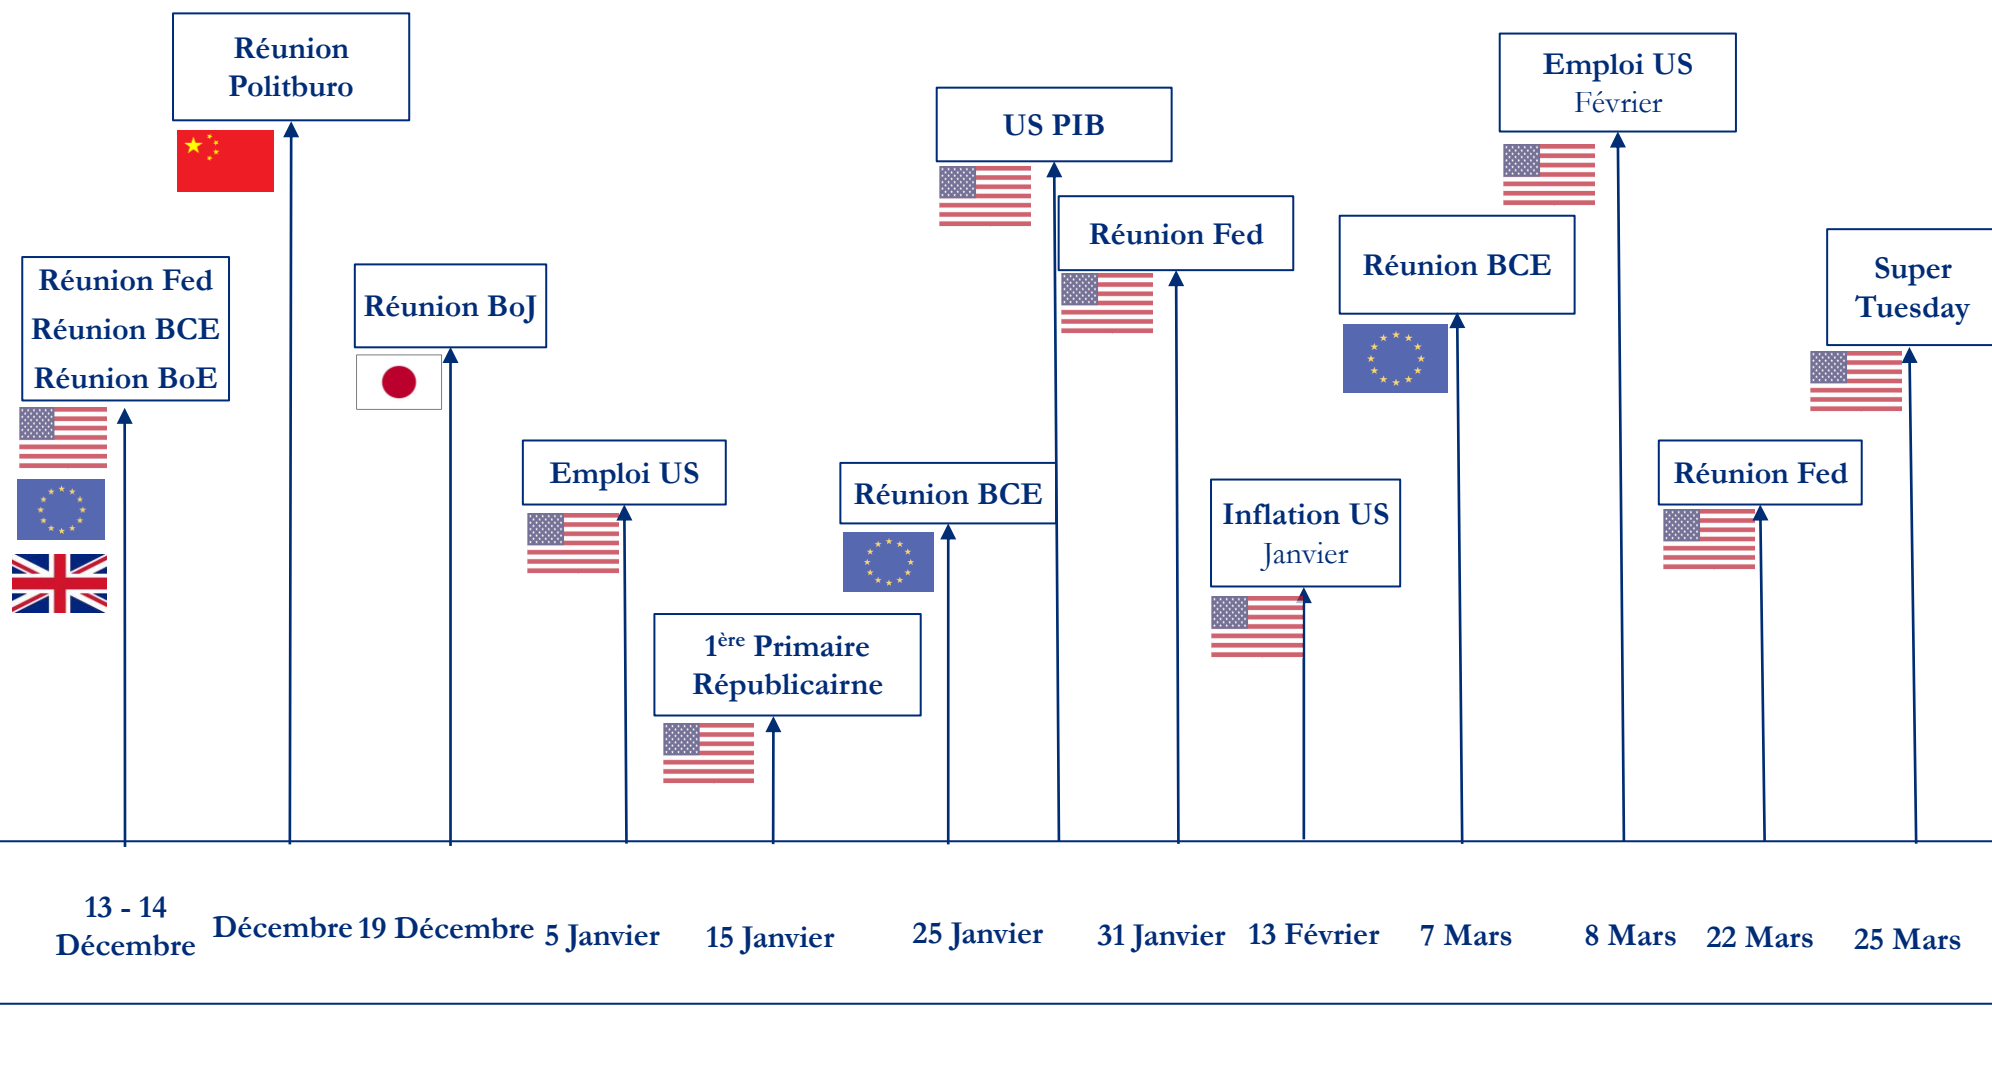 Réunion
Politburo
Réunion Fed
Réunion BCE
Réunion BoE
Réunion BoJ
Emploi US
1ère Primaire
Républicairne
Réunion BCE
US PIB
Réunion Fed
Inflation US
Janvier
Réunion BCE
Emploi US
Février
Réunion Fed
Super
Tuesday
13 - 14
Décembre
Décembre
19 Décembre
5 Janvier
15 Janvier
25 Janvier
31 Janvier
13 Février
7 Mars
8 Mars
22 Mars
25 Mars